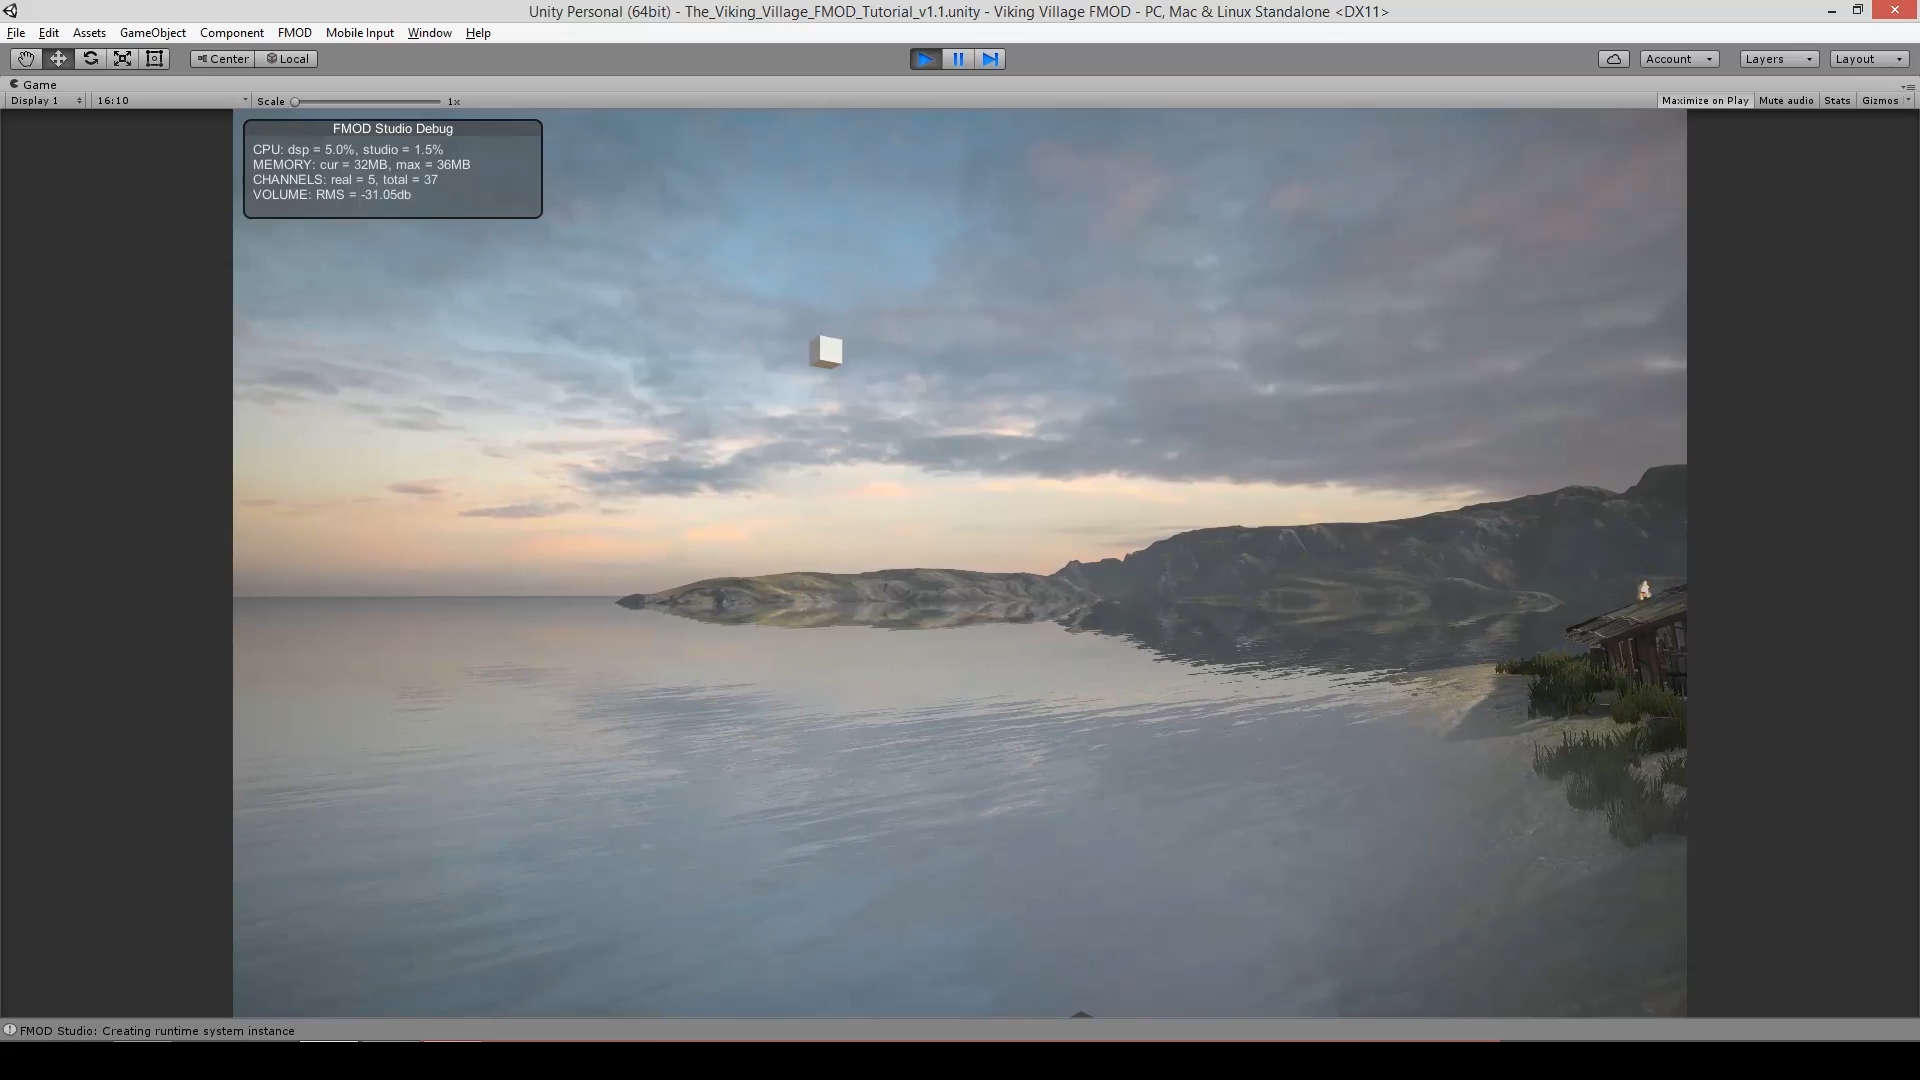 Unity Personal (64bit) - The_Viking_Village_FMOD_Tutorial_v1.1.unity - Viking Village FMOD - PC, Mac & Linux Standalone <DX11>
File Edit Assets GameObject Component FMOD Mobile Input Window Help
Center Local Account Layers Layout
Game
Display 1 16:10 Scale 1x Maximize on Play Mute audio Stats Gizmos
FMOD Studio Debug
CPU: dsp = 5.0%, studio = 1.5%
MEMORY: cur = 32MB, max = 36MB
CHANNELS: real = 5, total = 37
VOLUME: RMS = -31.05db
FMOD Studio: Creating runtime system instance